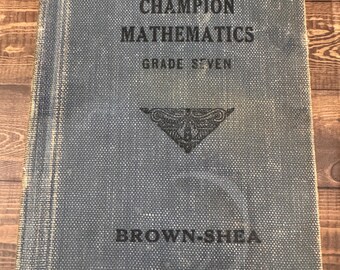 CHAMPION
MATHEMATICS
GRADE SEVEN
BROWN-SHEA